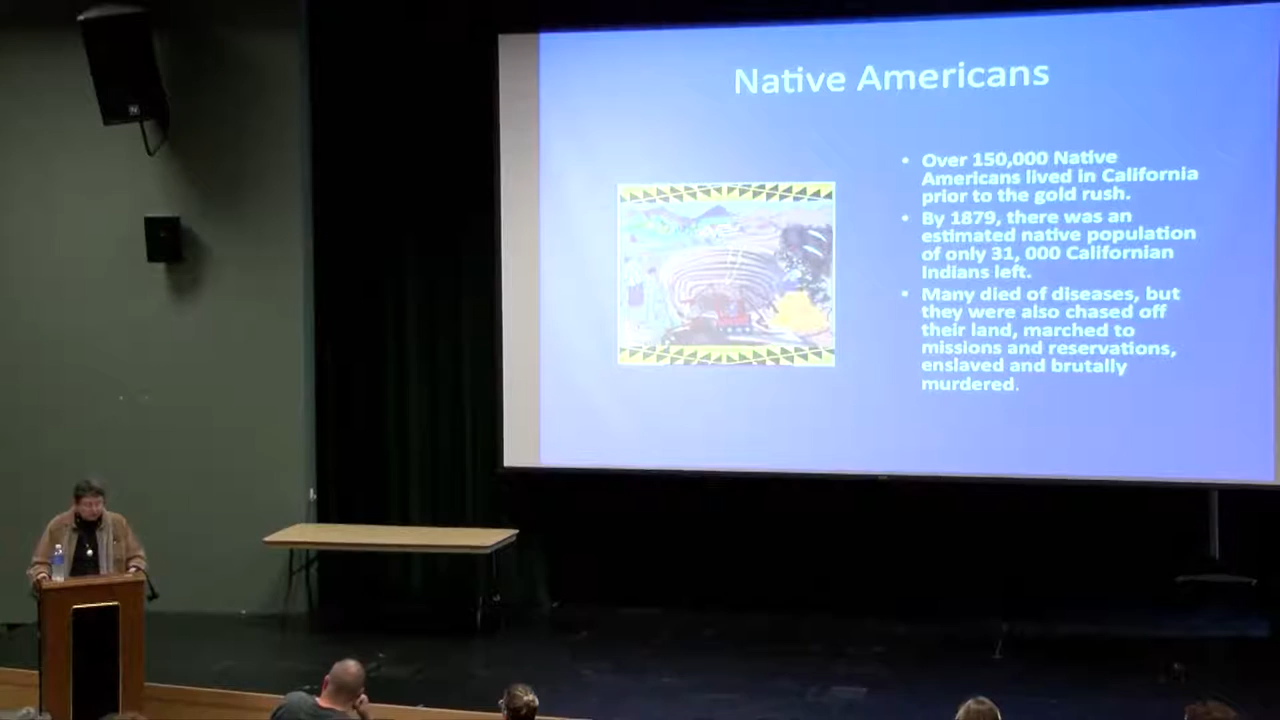 Native Americans
• Over 150,000 Native
Americans lived in California
prior to the gold rush.
• By 1879, there was an
estimated native population
of only 31, 000 Californian
Indians left.
• Many died of diseases, but
they were also chased off
their land, marched to
missions and reservations,
enslaved and brutally
murdered.